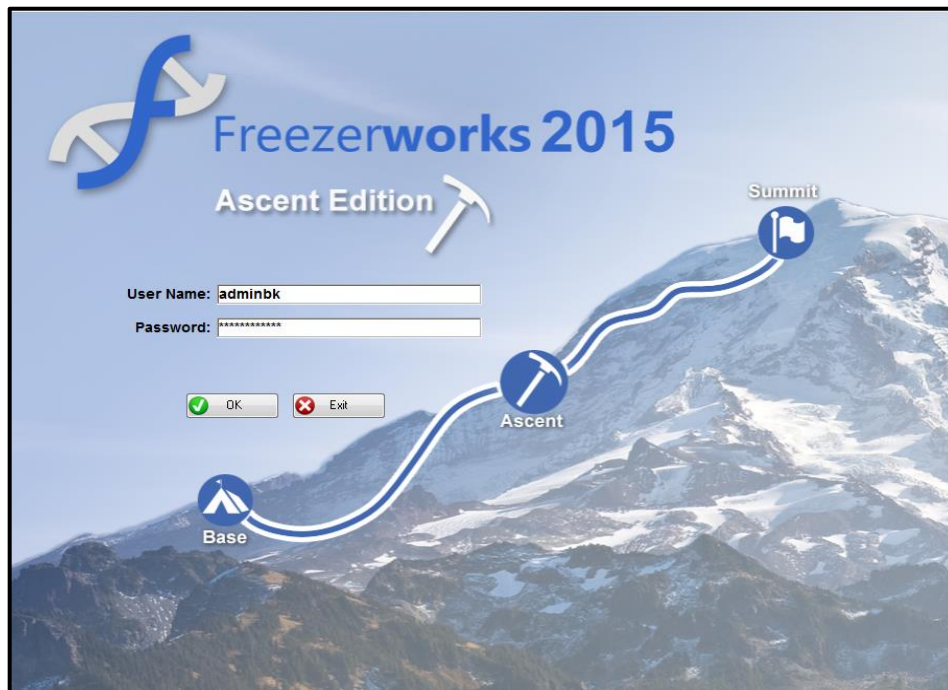 Freezerworks 2015
Ascent Edition
Summit
User Name: adminbk
Password: ************
OK Exit
Ascent
Base